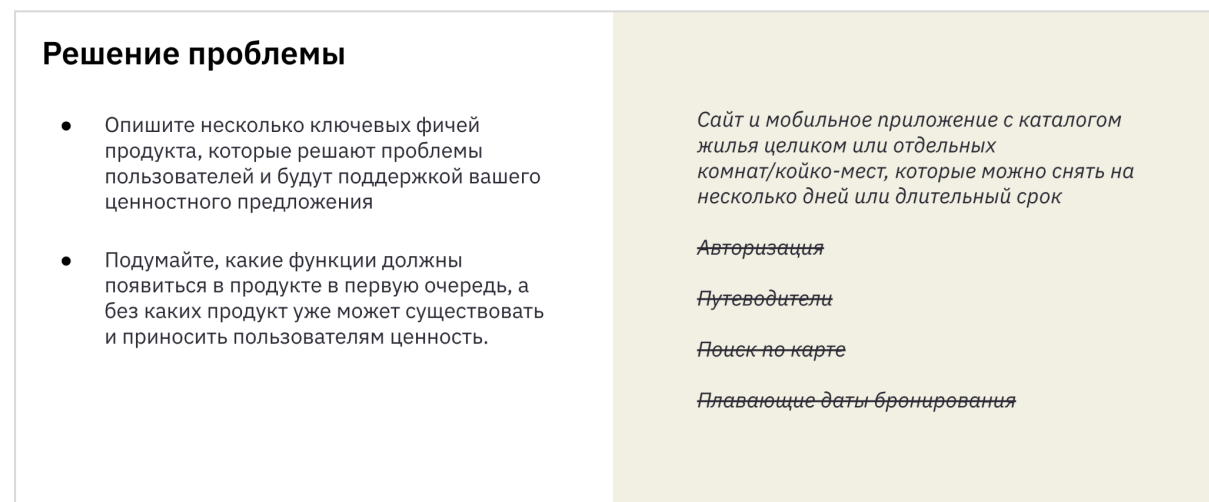 Решение проблемы
● Опишите несколько ключевых фичей
продукта, которые решают проблемы
пользователей и будут поддержкой вашего
ценностного предложения
● Подумайте, какие функции должны
появиться в продукте в первую очередь, а
без каких продукт уже может существовать
и приносить пользователям ценность.
Сайт и мобильное приложение с каталогом
жилья целиком или отдельных
комнат/койко-мест, которые можно снять на
несколько дней или длительный срок
Авторизация
Путеводители
Поиск по карте
Плавающие даты бронирования